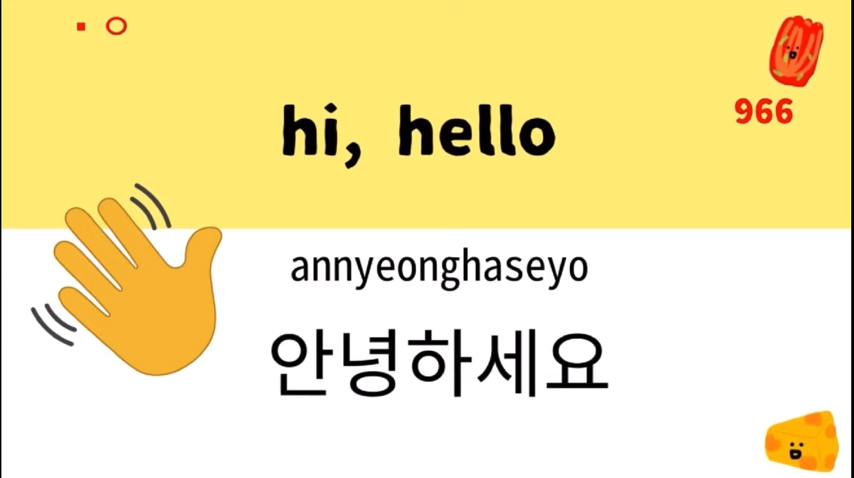 966
hi, hello
annyeonghaseyo
안녕하세요